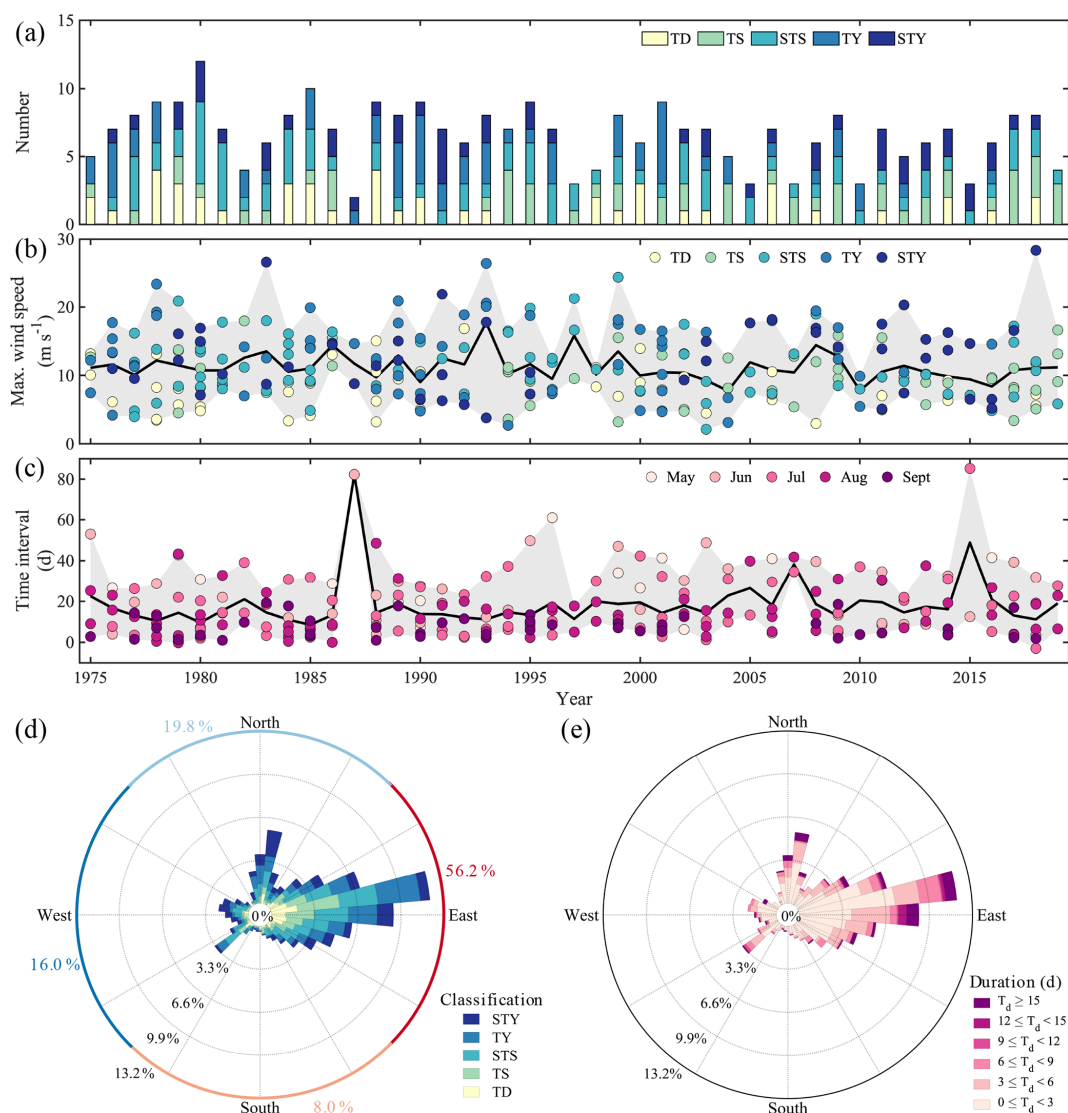 (a)
15
10
5
0
Number
TD TS STS TY STY
(b)
30
20
10
0
Max. wind speed
(m s⁻¹)
TD TS STS TY STY
(c)
80
60
40
20
0
Time interval
(d)
May Jun Jul Aug Sept
1975 1980 1985 1990 1995 2000 2005 2010 2015
Year
(d)
19.8 %
North
56.2 %
West
0%
East
16.0 %
3.3%
6.6%
9.9%
13.2%
South
8.0 %
Classification
STY
TY
STS
TS
TD
(e)
North
West
0%
East
3.3%
6.6%
9.9%
13.2%
South
Duration (d)
T_d ≥ 15
12 ≤ T_d < 15
9 ≤ T_d < 12
6 ≤ T_d < 9
3 ≤ T_d < 6
0 ≤ T_d < 3